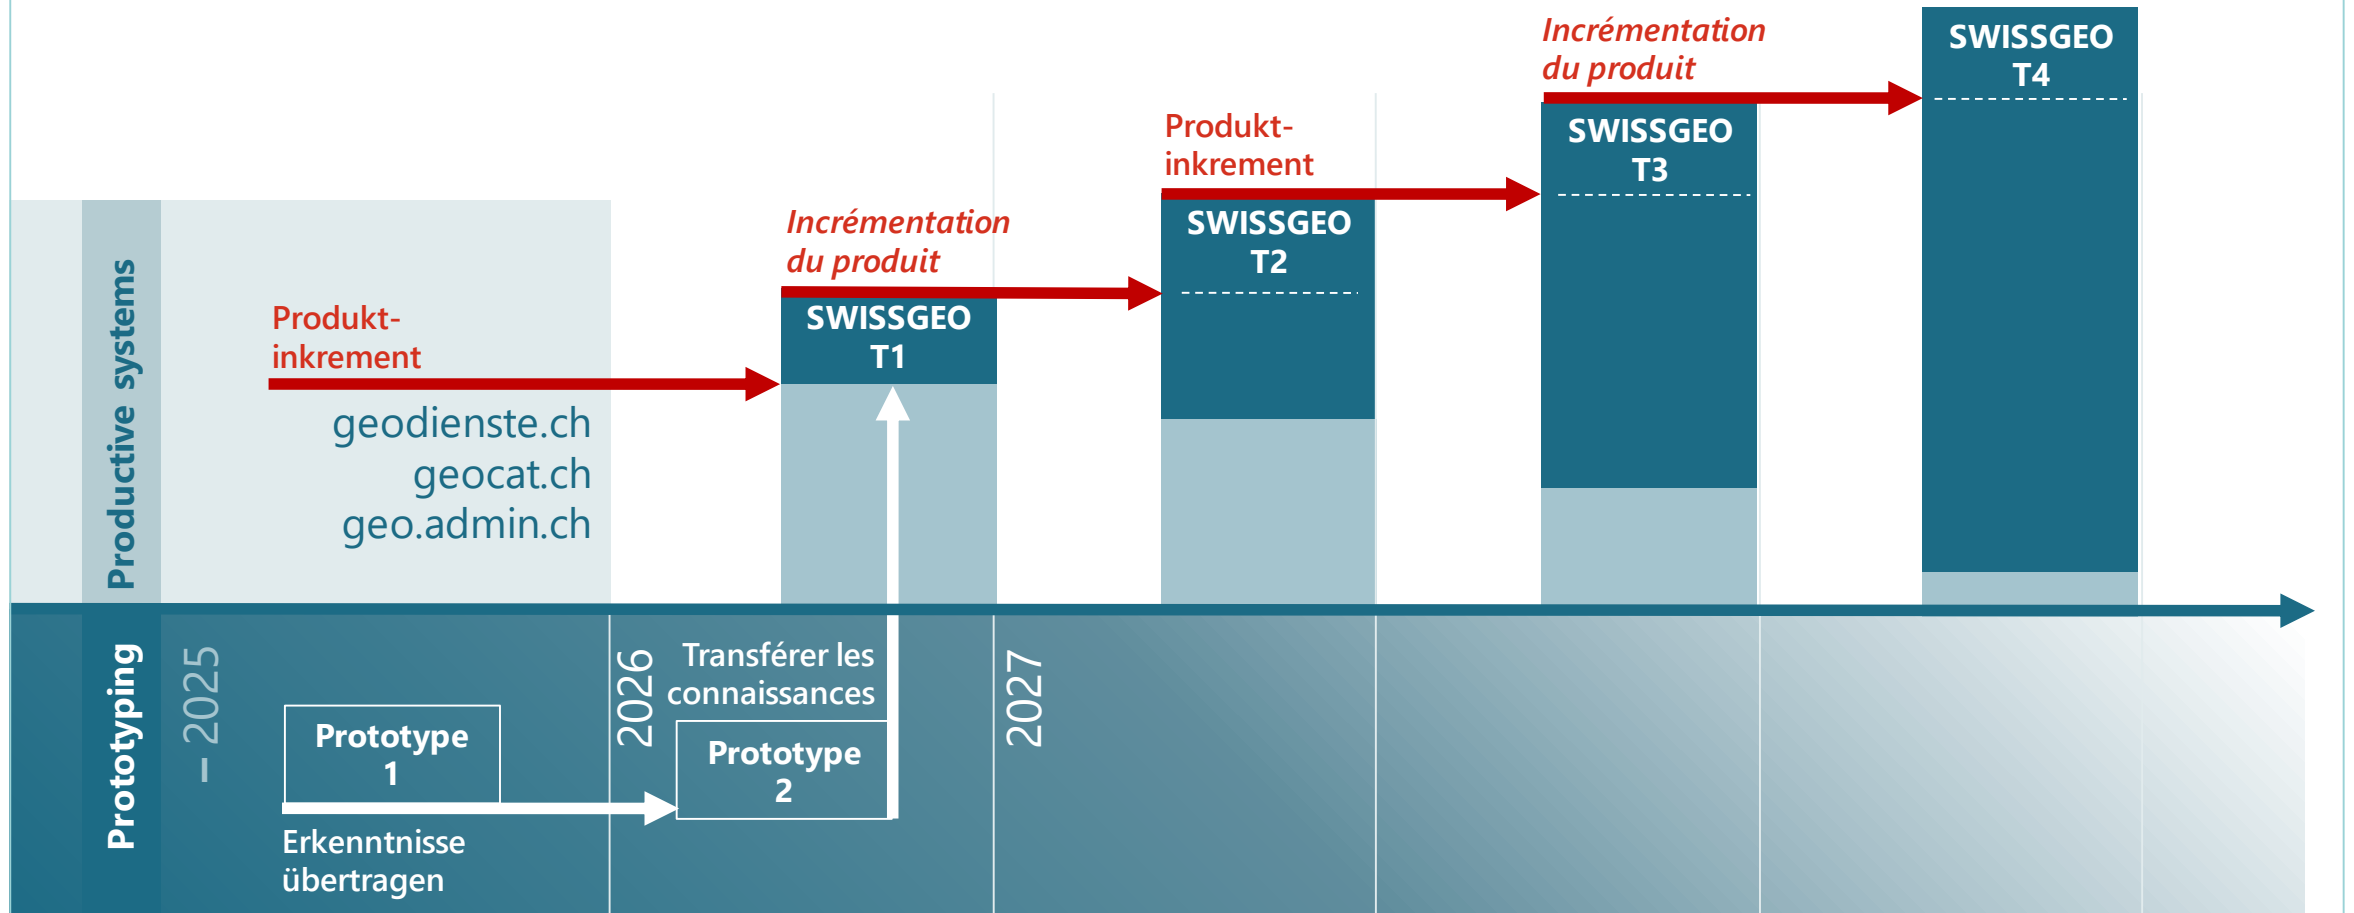 Incrémentation
du produit
SWISSGEO
T4
Produkt-
inkrement
SWISSGEO
T3
Incrémentation
du produit
SWISSGEO
T2
Produkt-
inkrement
SWISSGEO
T1
Productive systems
geodienste.ch
geocat.ch
geo.admin.ch
Prototyping
– 2025
2026
2027
Transférer les
connaissances
Prototype
1
Prototype
2
Erkenntnisse
übertragen